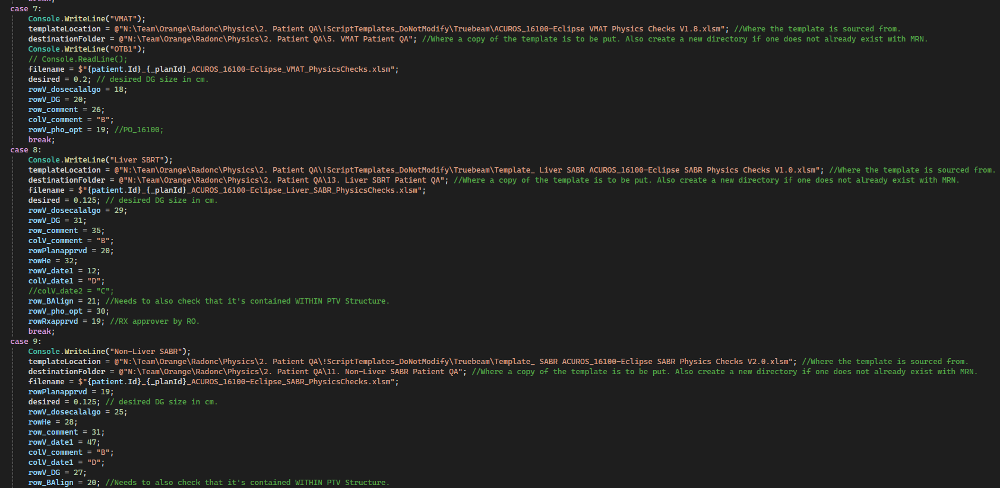 case 7:
Console.WriteLine("VMAT");
templateLocation = @"N:\Team\Orange\Radonc\Physics\2. Patient QA\!ScriptTemplates_DoNotModify\Truebeam\ACUROS_16100-Eclipse VMAT Physics Checks V1.8.xlsm"; //Where the template is sourced from.
destinationFolder = @"N:\Team\Orange\Radonc\Physics\2. Patient QA\5. VMAT Patient QA"; //Where a copy of the template is to be put. Also create a new directory if one does not already exist with MRN.
Console.WriteLine("OTB1");
// Console.ReadLine();
filename = $"{patient.Id}_{_planId}_ACUROS_16100-Eclipse_VMAT_PhysicsChecks.xlsm";
desired = 0.2; // desired DG size in cm.
rowV_dosecalalgo = 18;
rowV_DG = 20;
row_comment = 26;
colV_comment = "B";
rowV_pho_opt = 19; //PO_16100;
break;
case 8:
Console.WriteLine("Liver SBRT");
templateLocation = @"N:\Team\Orange\Radonc\Physics\2. Patient QA\!ScriptTemplates_DoNotModify\Truebeam\Template_ Liver SABR ACUROS_16100-Eclipse SABR Physics Checks V1.0.xlsm"; //Where the template is sourced from.
destinationFolder = @"N:\Team\Orange\Radonc\Physics\2. Patient QA\13. Liver SBRT Patient QA"; //Where a copy of the template is to be put. Also create a new directory if one does not already exist with MRN.
filename = $"{patient.Id}_{_planId}_ACUROS_16100-Eclipse_Liver_SABR_PhysicsChecks.xlsm";
desired = 0.125; // desired DG size in cm.
rowV_dosecalalgo = 29;
rowV_DG = 31;
row_comment = 35;
colV_comment = "B";
rowPlanapprvd = 20;
rowHe = 32;
rowV_date1 = 12;
colV_date1 = "D";
//colV_date2 = "C";
row_BAlign = 21; //Needs to also check that it's contained WITHIN PTV Structure.
rowV_pho_opt = 30;
rowRxapprvd = 19; //RX approver by RO.
break;
case 9:
Console.WriteLine("Non-Liver SABR");
templateLocation = @"N:\Team\Orange\Radonc\Physics\2. Patient QA\!ScriptTemplates_DoNotModify\Truebeam\Template_ SABR ACUROS_16100-Eclipse SABR Physics Checks V2.0.xlsm"; //Where the template is sourced from.
destinationFolder = @"N:\Team\Orange\Radonc\Physics\2. Patient QA\11. Non-Liver SABR Patient QA"; //Where a copy of the template is to be put. Also create a new directory if one does not already exist with MRN.
filename = $"{patient.Id}_{_planId}_ACUROS_16100-Eclipse_SABR_PhysicsChecks.xlsm";
rowPlanapprvd = 19;
desired = 0.125; // desired DG size in cm.
rowV_dosecalalgo = 25;
rowHe = 28;
row_comment = 31;
rowV_date1 = 47;
colV_comment = "B";
colV_date1 = "D";
rowV_DG = 27;
row_BAlign = 20; //Needs to also check that it's contained WITHIN PTV Structure.